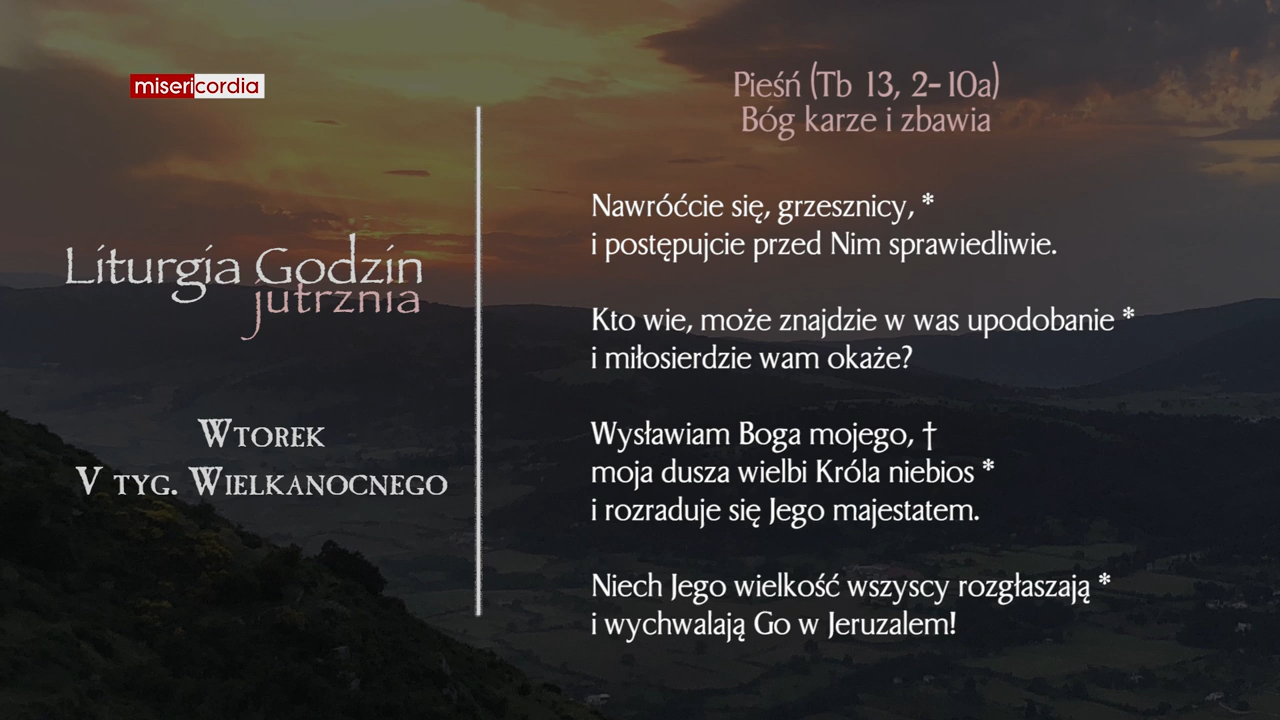 misericordia
Liturgia Godzin
jutrznia
Wtorek
V tyg. Wielkanocnego
Pieśń (Tb 13, 2-10a)
Bóg karze i zbawia
Nawróćcie się, grzesznicy, *
i postępujcie przed Nim sprawiedliwie.
Kto wie, może znajdzie w was upodobanie *
i miłosierdzie wam okaże?
Wysławiam Boga mojego, †
moja dusza wielbi Króla niebios *
i rozraduje się Jego majestatem.
Niech Jego wielkość wszyscy rozgłaszają *
i wychwalają Go w Jeruzalem!